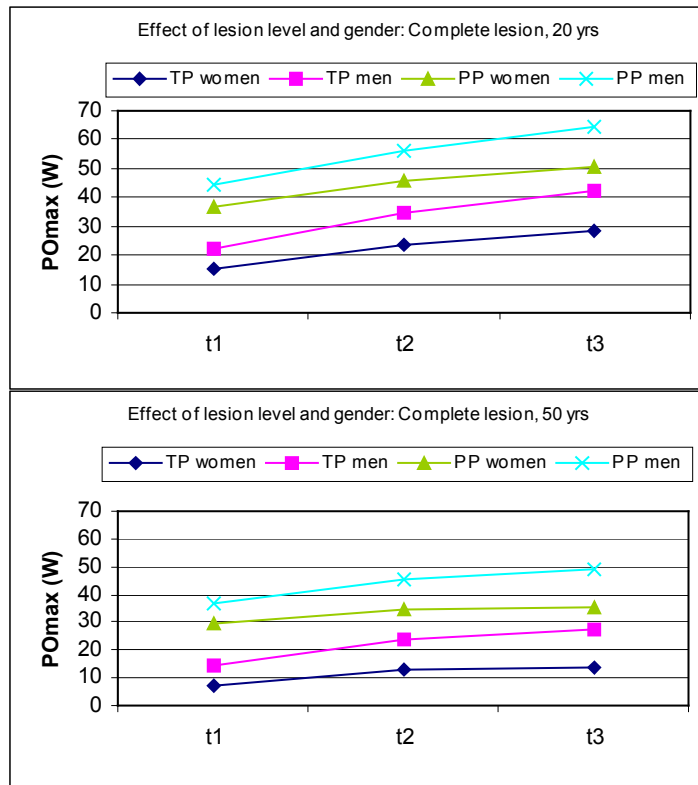 Effect of lesion level and gender: Complete lesion, 20 yrs
TP women TP men PP women PP men
POmax (W)
70
60
50
40
30
20
10
0
t1 t2 t3
Effect of lesion level and gender: Complete lesion, 50 yrs
TP women TP men PP women PP men
POmax (W)
70
60
50
40
30
20
10
0
t1 t2 t3